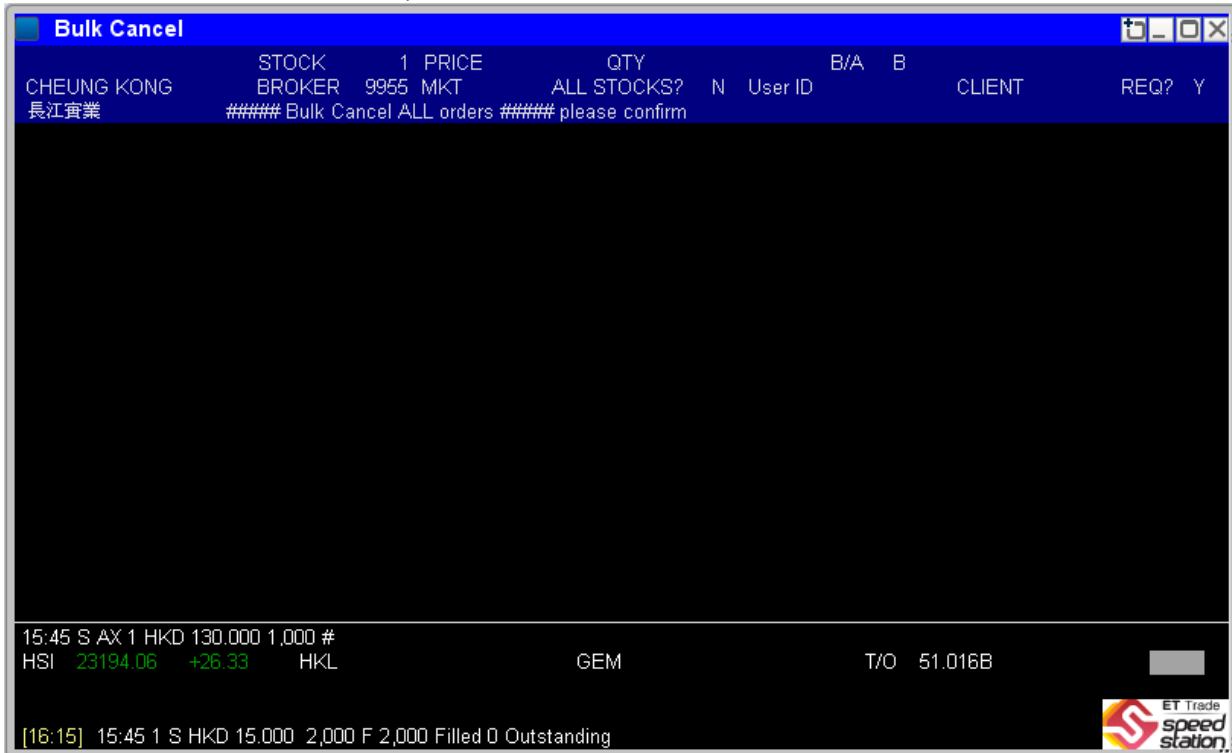 Bulk Cancel
STOCK 1 PRICE QTY B/A B
CHEUNG KONG BROKER 9955 MKT ALL STOCKS? N User ID CLIENT REQ? Y
長江實業 ##### Bulk Cancel ALL orders ##### please confirm
15:45 S AX 1 HKD 130.000 1,000 #
HSI 23194.06 +26.33 HKL GEM T/O 51.016B
ET Trade
speed
station
[16:15] 15:45 1 S HKD 15.000 2,000 F 2,000 Filled 0 Outstanding